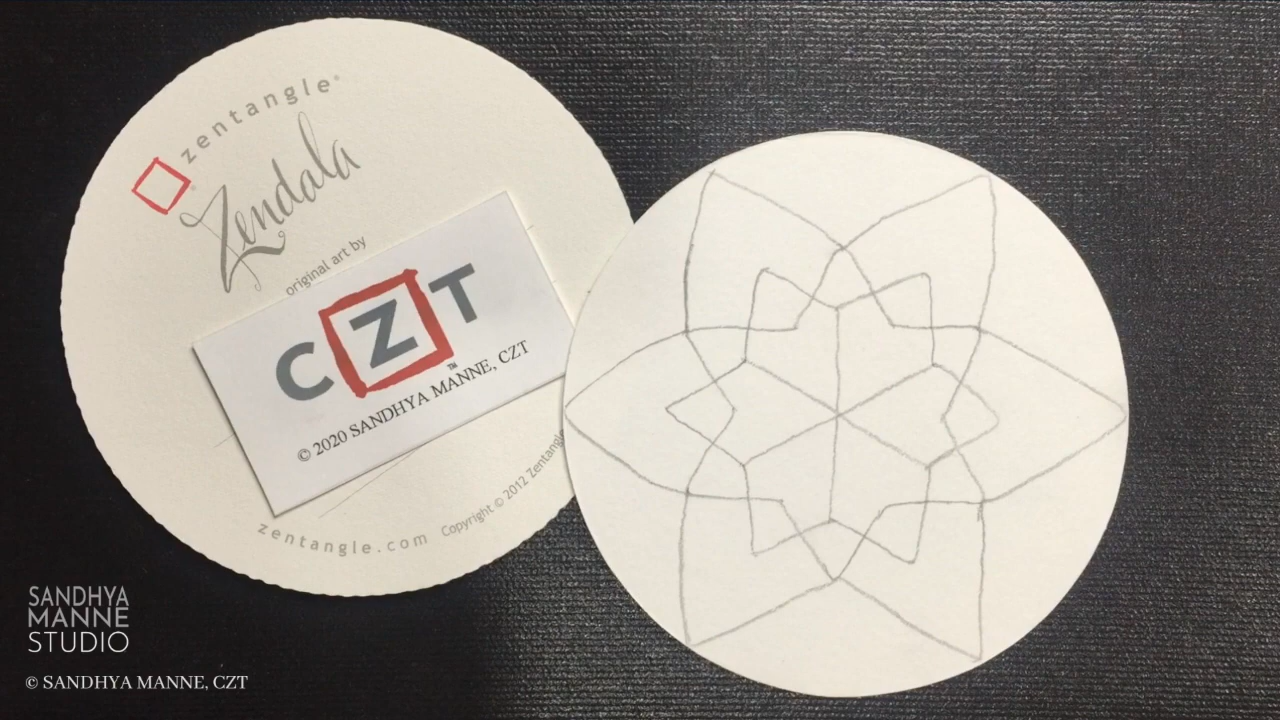 zentangle®
Zendala
original art by
CZT™
© 2020 SANDHYA MANNE, CZT
Copyright © 2012 Zentangle
zentangle.com
SANDHYA
MANNE
STUDIO
© SANDHYA MANNE, CZT